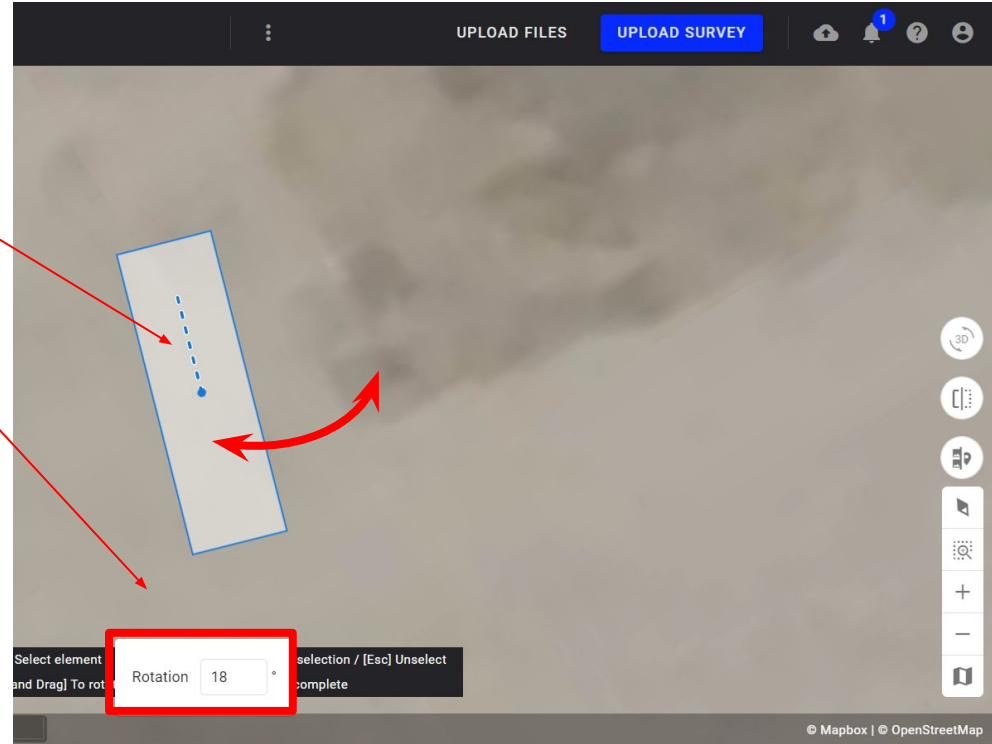 UPLOAD FILES
UPLOAD SURVEY
1
3D
Select element
selection / [Esc] Unselect
and Drag] To rot
complete
Rotation 18 °
© Mapbox | © OpenStreetMap